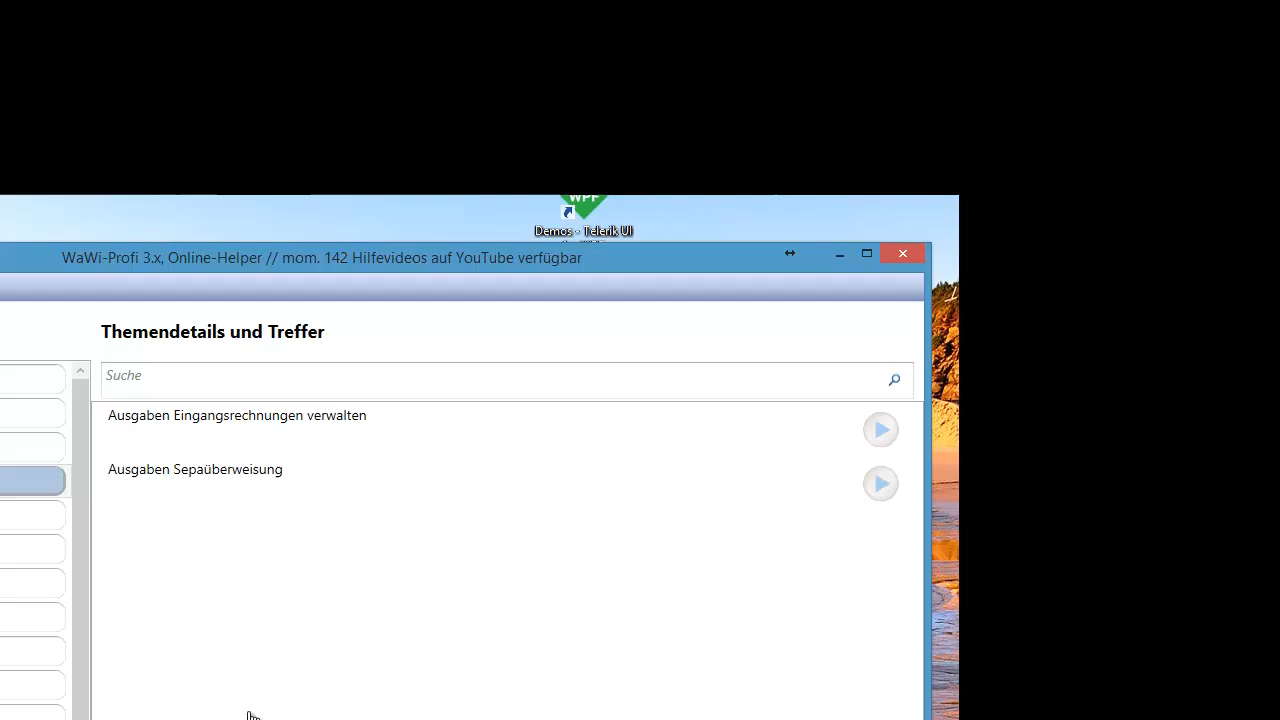 WPF
Demos - Telerik UI
WaWi-Profi 3.x, Online-Helper // mom. 142 Hilfevideos auf YouTube verfügbar
Themendetails und Treffer
Suche
Ausgaben Eingangsrechnungen verwalten
Ausgaben Sepaüberweisung